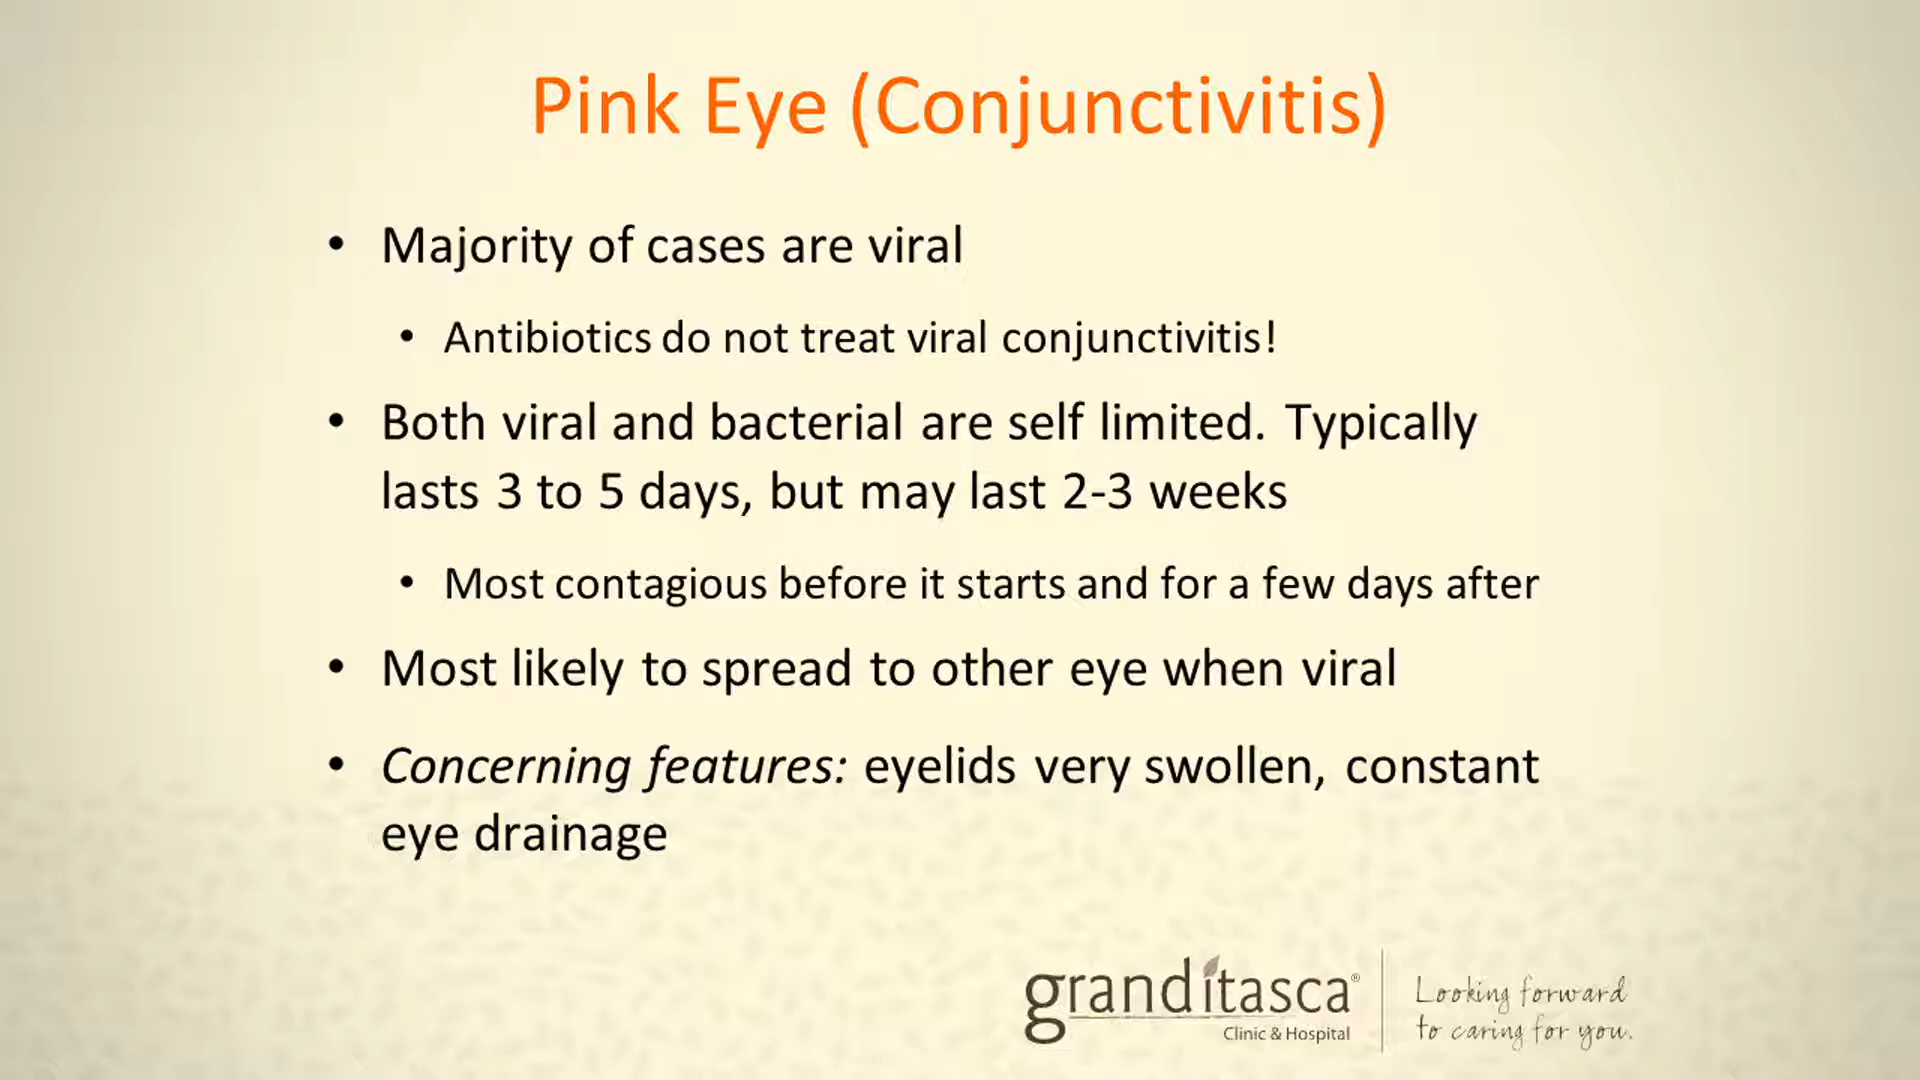 Pink Eye (Conjunctivitis)
• Majority of cases are viral
• Antibiotics do not treat viral conjunctivitis!
• Both viral and bacterial are self limited. Typically
lasts 3 to 5 days, but may last 2-3 weeks
• Most contagious before it starts and for a few days after
• Most likely to spread to other eye when viral
• Concerning features: eyelids very swollen, constant
eye drainage
grand itasca®
Clinic & Hospital
Looking forward
to caring for you.